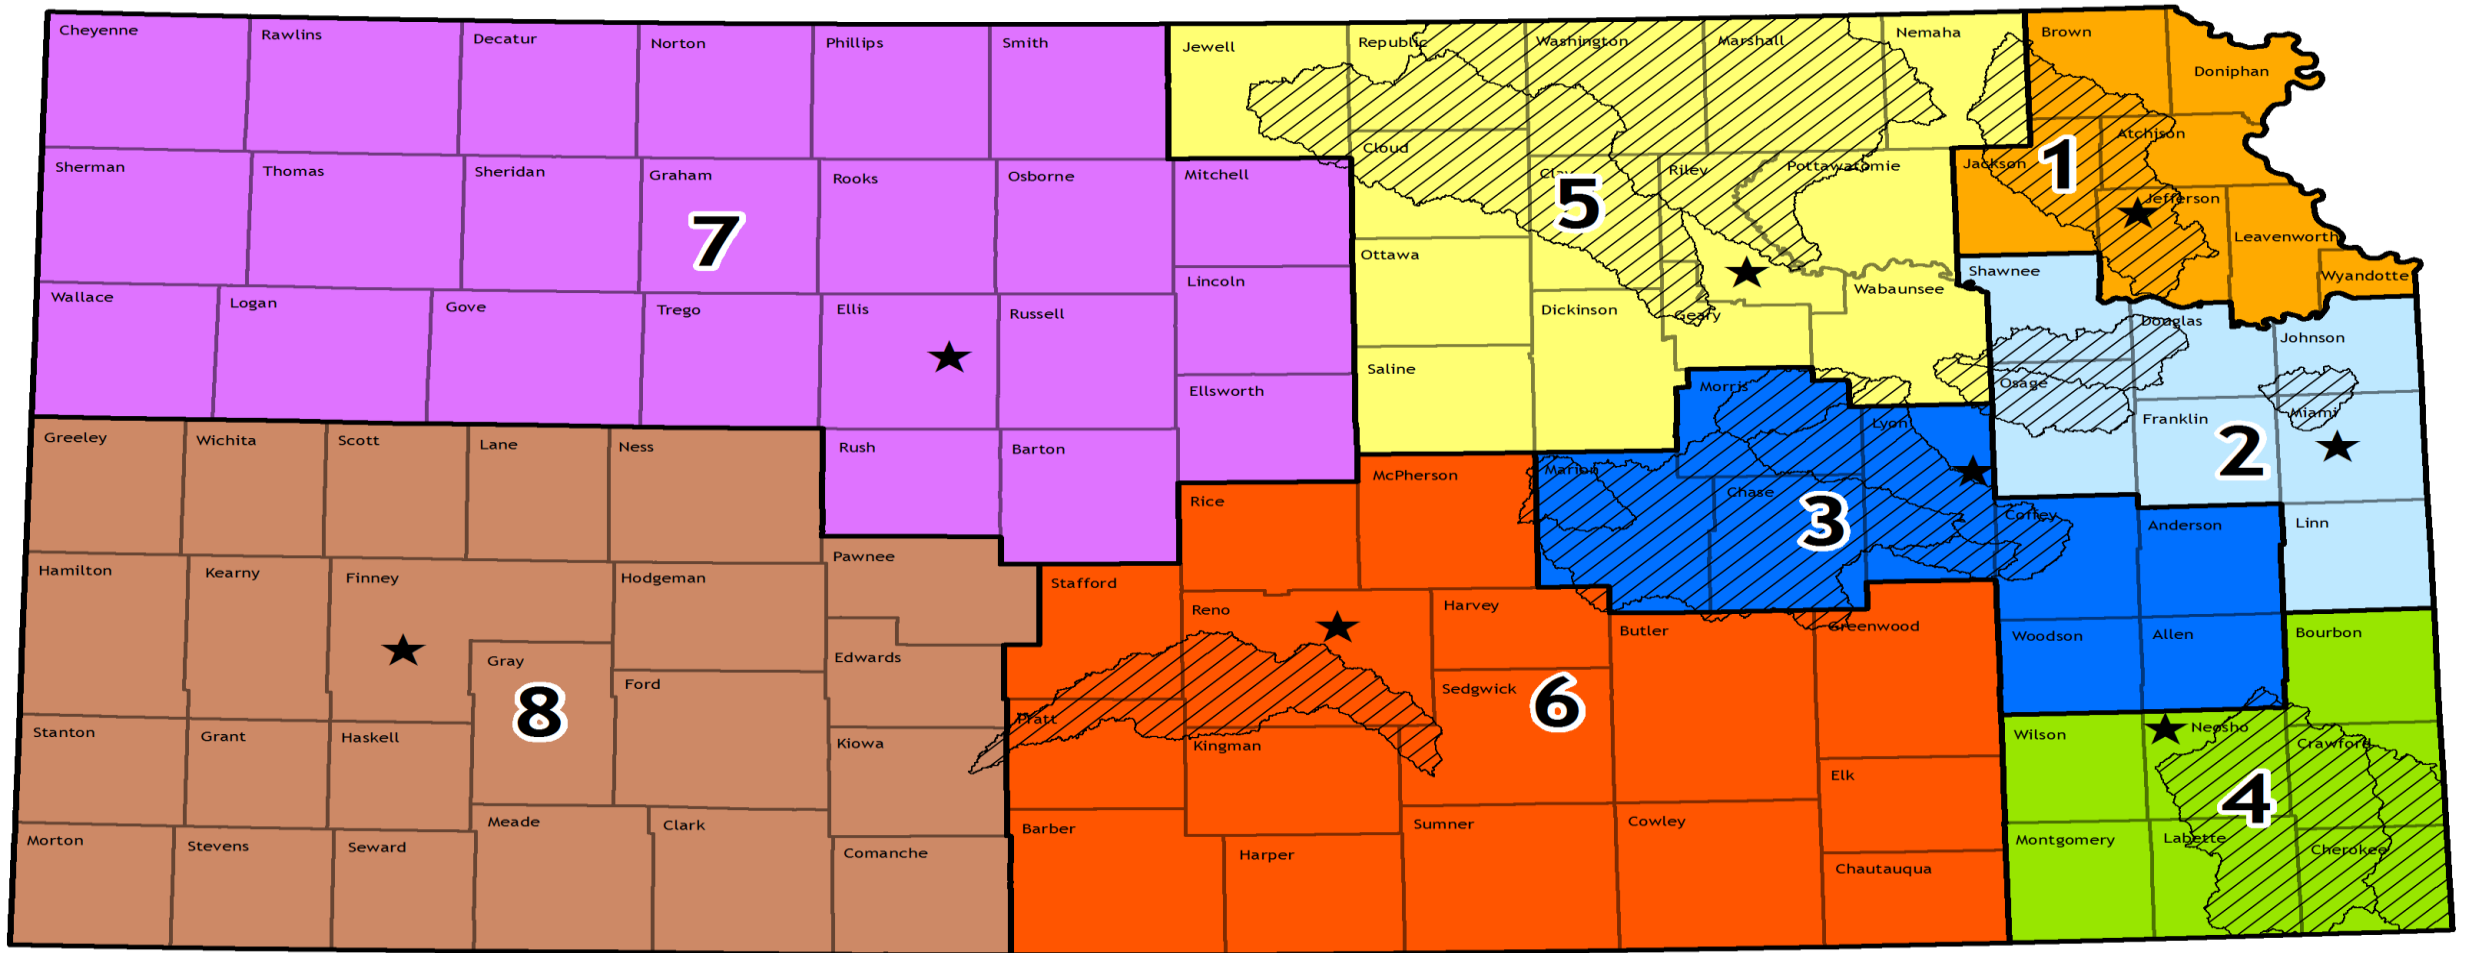 Cheyenne
Rawlins
Decatur
Norton
Phillips
Smith
Jewell
Republic
Washington
Marshall
Nemaha
Brown
Doniphan
Sherman
Thomas
Sheridan
Graham
Rooks
Osborne
Mitchell
Cloud
Clay
Riley
Pottawatomie
Jackson
Atchison
1
Jefferson
Leavenworth
7
5
Wallace
Logan
Gove
Trego
Ellis
Russell
Lincoln
Ottawa
Dickinson
Geary
Wabaunsee
Shawnee
Wyandotte
Douglas
Johnson
Ellsworth
Saline
Morris
Osage
Franklin
Miami
2
Greeley
Wichita
Scott
Lane
Ness
Rush
Barton
Rice
McPherson
Marion
Chase
Lyon
3
Coffey
Anderson
Linn
Hamilton
Kearny
Finney
Hodgeman
Pawnee
Stafford
Reno
Harvey
Butler
Greenwood
Woodson
Allen
Bourbon
Gray
Ford
Edwards
Pratt
Sedgwick
6
8
Stanton
Grant
Haskell
Kiowa
Kingman
Elk
Wilson
Neosho
Crawford
4
Morton
Stevens
Seward
Meade
Clark
Comanche
Barber
Harper
Sumner
Cowley
Chautauqua
Montgomery
Labette
Cherokee